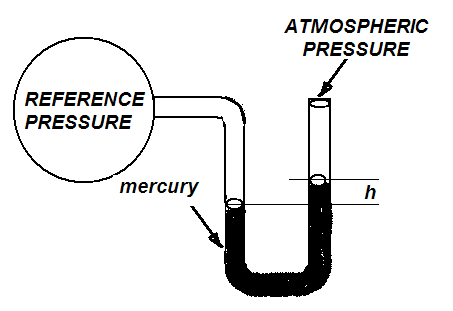 ATMOSPHERIC
PRESSURE
REFERENCE
PRESSURE
mercury
h